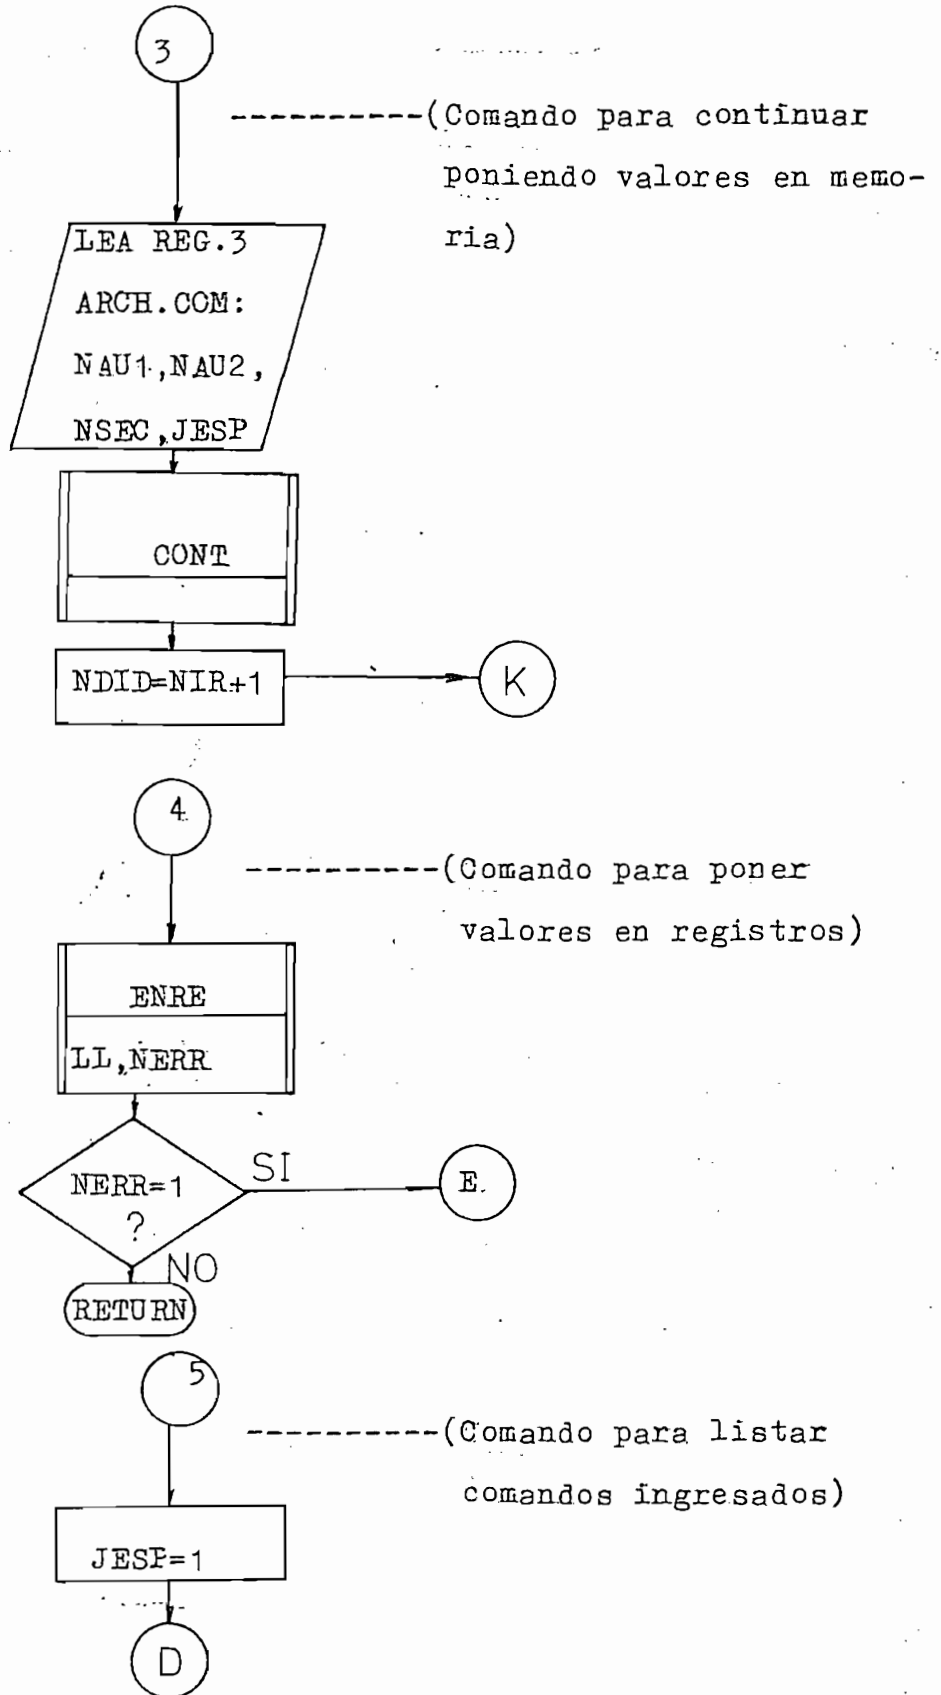 3
----------(Comando para continuar
poniendo valores en memo-
ria)
LEA REG.3
ARCH.COM:
NAU1,NAU2,
NSEC,JESP
CONT
NDID=NIR+1
K
4
----------(Comando para poner
valores en registros)
ENRE
LL,NERR
NERR=1
?
SI
E
NO
RETURN
5
----------(Comando para listar
comandos ingresados)
JESP=1
D